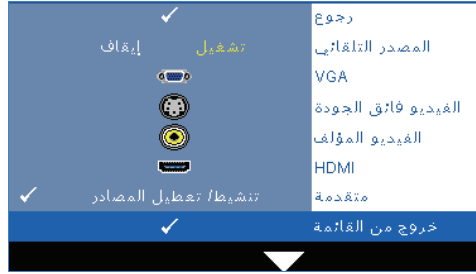 رجوع
المصدر التلقائي تشغيل إيقاف
VGA
الفيديو فائق الجودة
الفيديو المؤلف
HDMI
متقدمة تنشيط/ تعطيل المصادر
خروج من القائمة